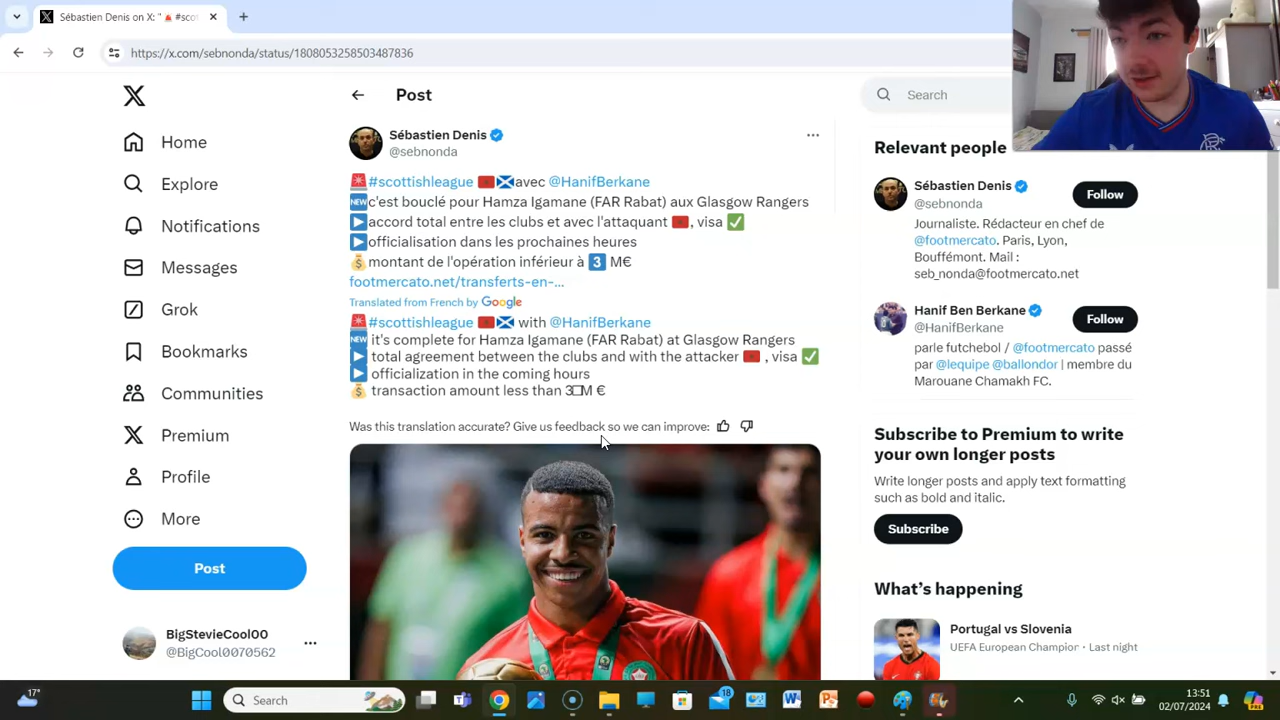 Sébastien Denis on X: "🚨 #scot
https://x.com/sebnonda/status/1808053258503487836
Home
Explore
Notifications
Messages
Grok
Bookmarks
Communities
Premium
Profile
More
Post
BigStevieCool00
@BigCool0070562
Post
Sébastien Denis
@sebnonda
🚨#scottishleague 🇲🇦🏴󠁧󠁢󠁳󠁣󠁴󠁿avec @HanifBerkane
🆕c'est bouclé pour Hamza Igamane (FAR Rabat) aux Glasgow Rangers
▶️accord total entre les clubs et avec l'attaquant 🇲🇦, visa ✅
▶️officialisation dans les prochaines heures
💰montant de l'opération inférieur à 3️⃣ M€
footmercato.net/transferts-en-...
Translated from French by Google
🚨#scottishleague 🇲🇦🏴󠁧󠁢󠁳󠁣󠁴󠁿 with @HanifBerkane
🆕 it's complete for Hamza Igamane (FAR Rabat) at Glasgow Rangers
▶️ total agreement between the clubs and with the attacker 🇲🇦 , visa ✅
▶️ officialization in the coming hours
💰 transaction amount less than 3□M €
Was this translation accurate? Give us feedback so we can improve:
Search
Relevant people
Sébastien Denis
@sebnonda
Follow
Journaliste. Rédacteur en chef de
@footmercato. Paris, Lyon,
Bouffémont. Mail :
seb_nonda@footmercato.net
Hanif Ben Berkane
@HanifBerkane
Follow
parle futchebol / @footmercato passé
par @lequipe @ballondor | membre du
Marouane Chamakh FC.
Subscribe to Premium to write
your own longer posts
Write longer posts and apply text formatting
such as bold and italic.
Subscribe
What's happening
Portugal vs Slovenia
UEFA European Champion · Last night
17°
Search
18
13:51
02/07/2024